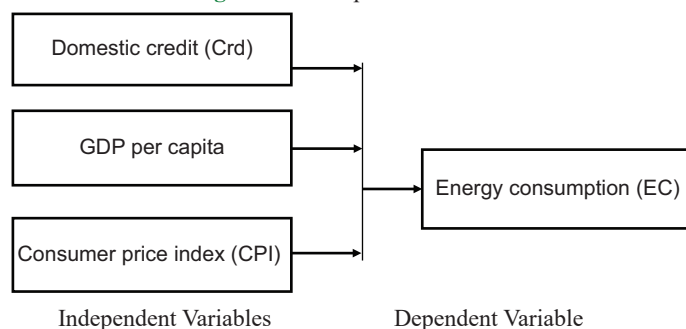 Domestic credit (Crd)
GDP per capita
Energy consumption (EC)
Consumer price index (CPI)
Independent Variables
Dependent Variable